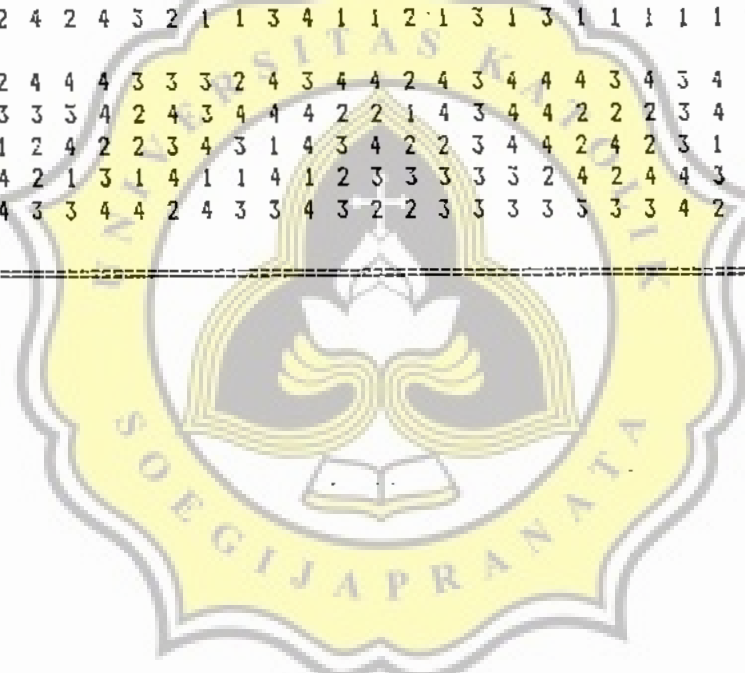 2 4 2 4 3 2 1 1 3 4 1 1 2 1 3 1 3 1 1 1 1 1
2 4 4 4 3 3 3 2 4 3 4 4 2 4 3 4 4 4 3 4 3 4
3 3 3 4 2 4 3 4 4 4 2 2 1 4 3 4 4 2 2 2 3 4
1 2 4 2 2 3 4 3 1 4 3 4 2 2 3 4 4 2 4 2 3 1
4 2 1 3 1 4 1 1 4 1 2 3 3 3 3 3 2 4 2 4 4 3
4 3 3 4 4 2 4 3 3 4 3 2 2 3 3 3 3 3 3 3 4 2
UNIVERSITAS KATOLIK
SOEGIJAPRANATA